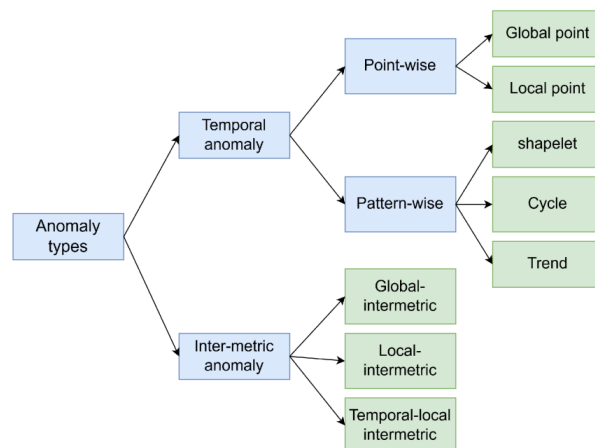 Global point
Point-wise
Local point
Temporal
anomaly
shapelet
Pattern-wise
Cycle
Anomaly
types
Trend
Global-
intermetric
Inter-metric
anomaly
Local-
intermetric
Temporal-local
intermetric